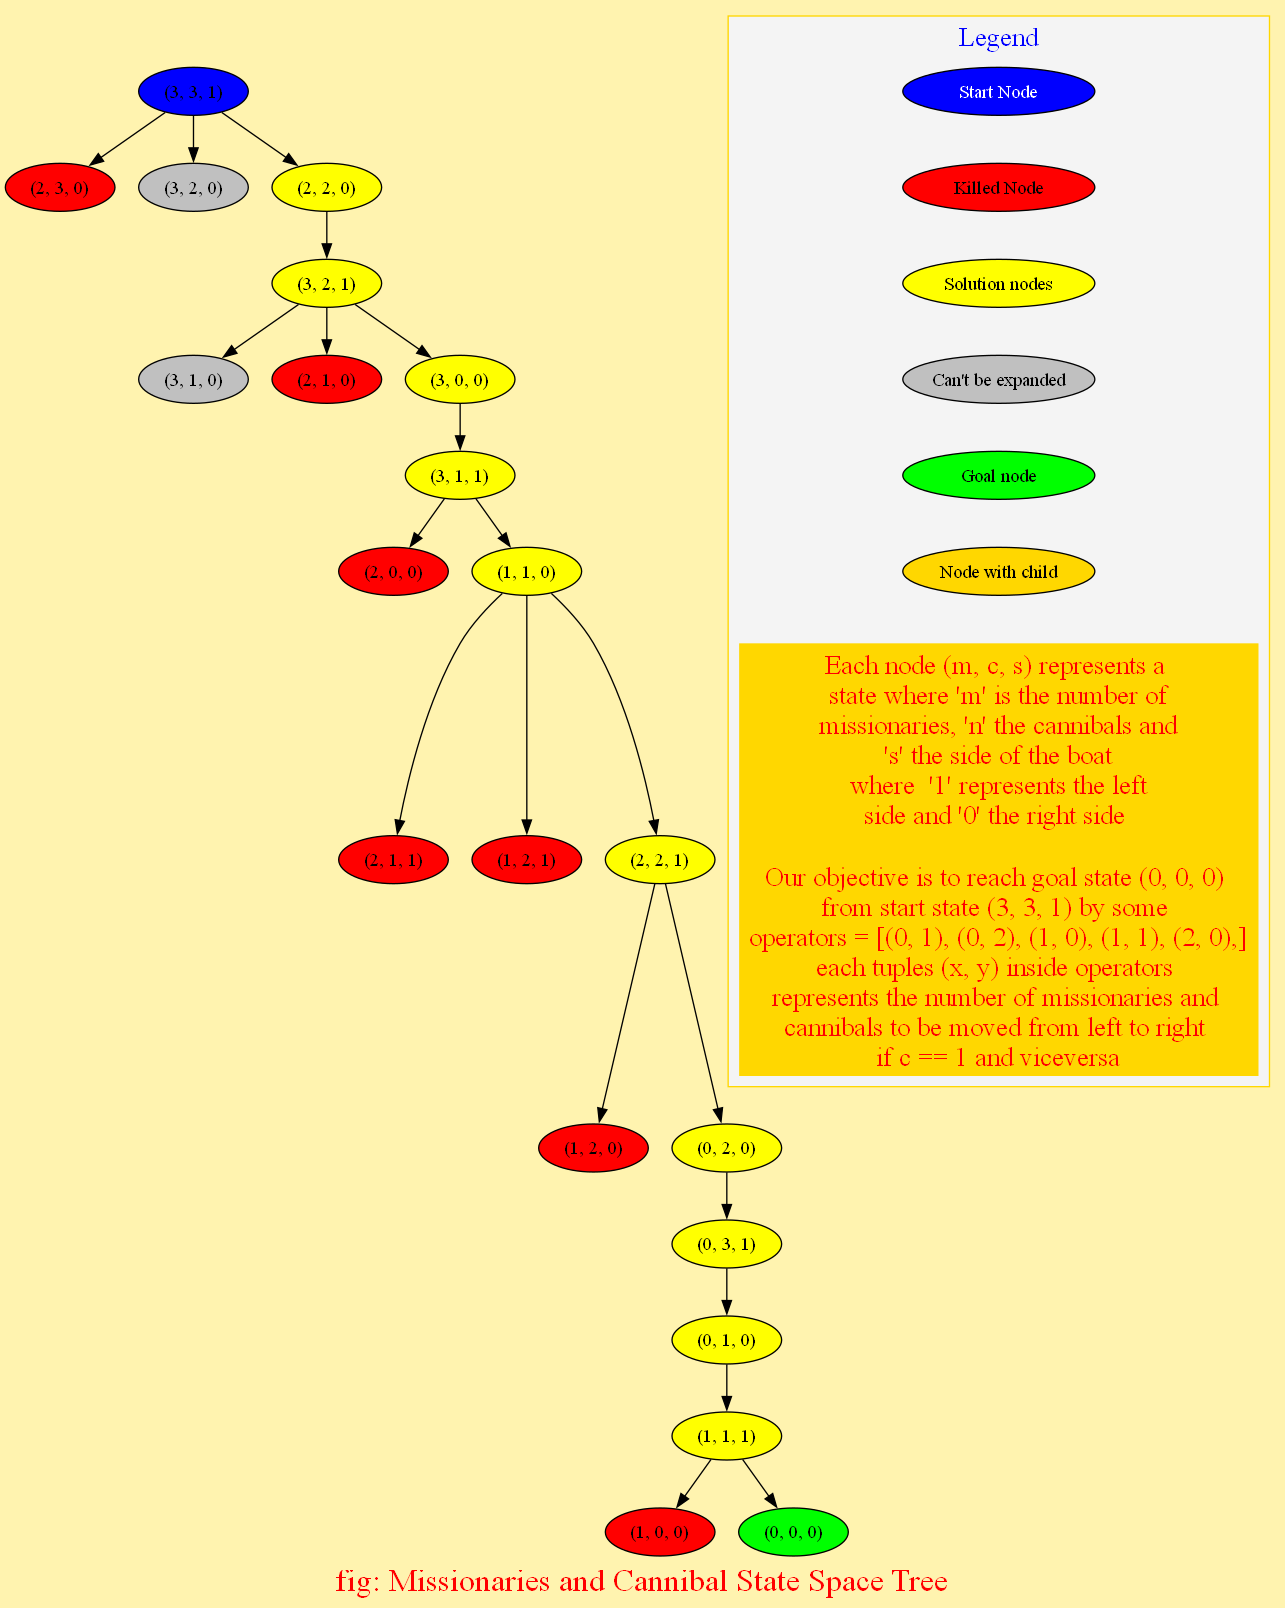 Legend
(3, 3, 1)
Start Node
(2, 3, 0)
(3, 2, 0)
(2, 2, 0)
Killed Node
(3, 2, 1)
Solution nodes
(3, 1, 0)
(2, 1, 0)
(3, 0, 0)
Can't be expanded
(3, 1, 1)
Goal node
(2, 0, 0)
(1, 1, 0)
Node with child
Each node (m, c, s) represents a
state where 'm' is the number of
missionaries, 'n' the cannibals and
's' the side of the boat
where '1' represents the left
side and '0' the right side
Our objective is to reach goal state (0, 0, 0)
from start state (3, 3, 1) by some
operators = [(0, 1), (0, 2), (1, 0), (1, 1), (2, 0),]
each tuples (x, y) inside operators
represents the number of missionaries and
cannibals to be moved from left to right
if c == 1 and viceversa
(2, 1, 1)
(1, 2, 1)
(2, 2, 1)
(1, 2, 0)
(0, 2, 0)
(0, 3, 1)
(0, 1, 0)
(1, 1, 1)
(1, 0, 0)
(0, 0, 0)
fig: Missionaries and Cannibal State Space Tree